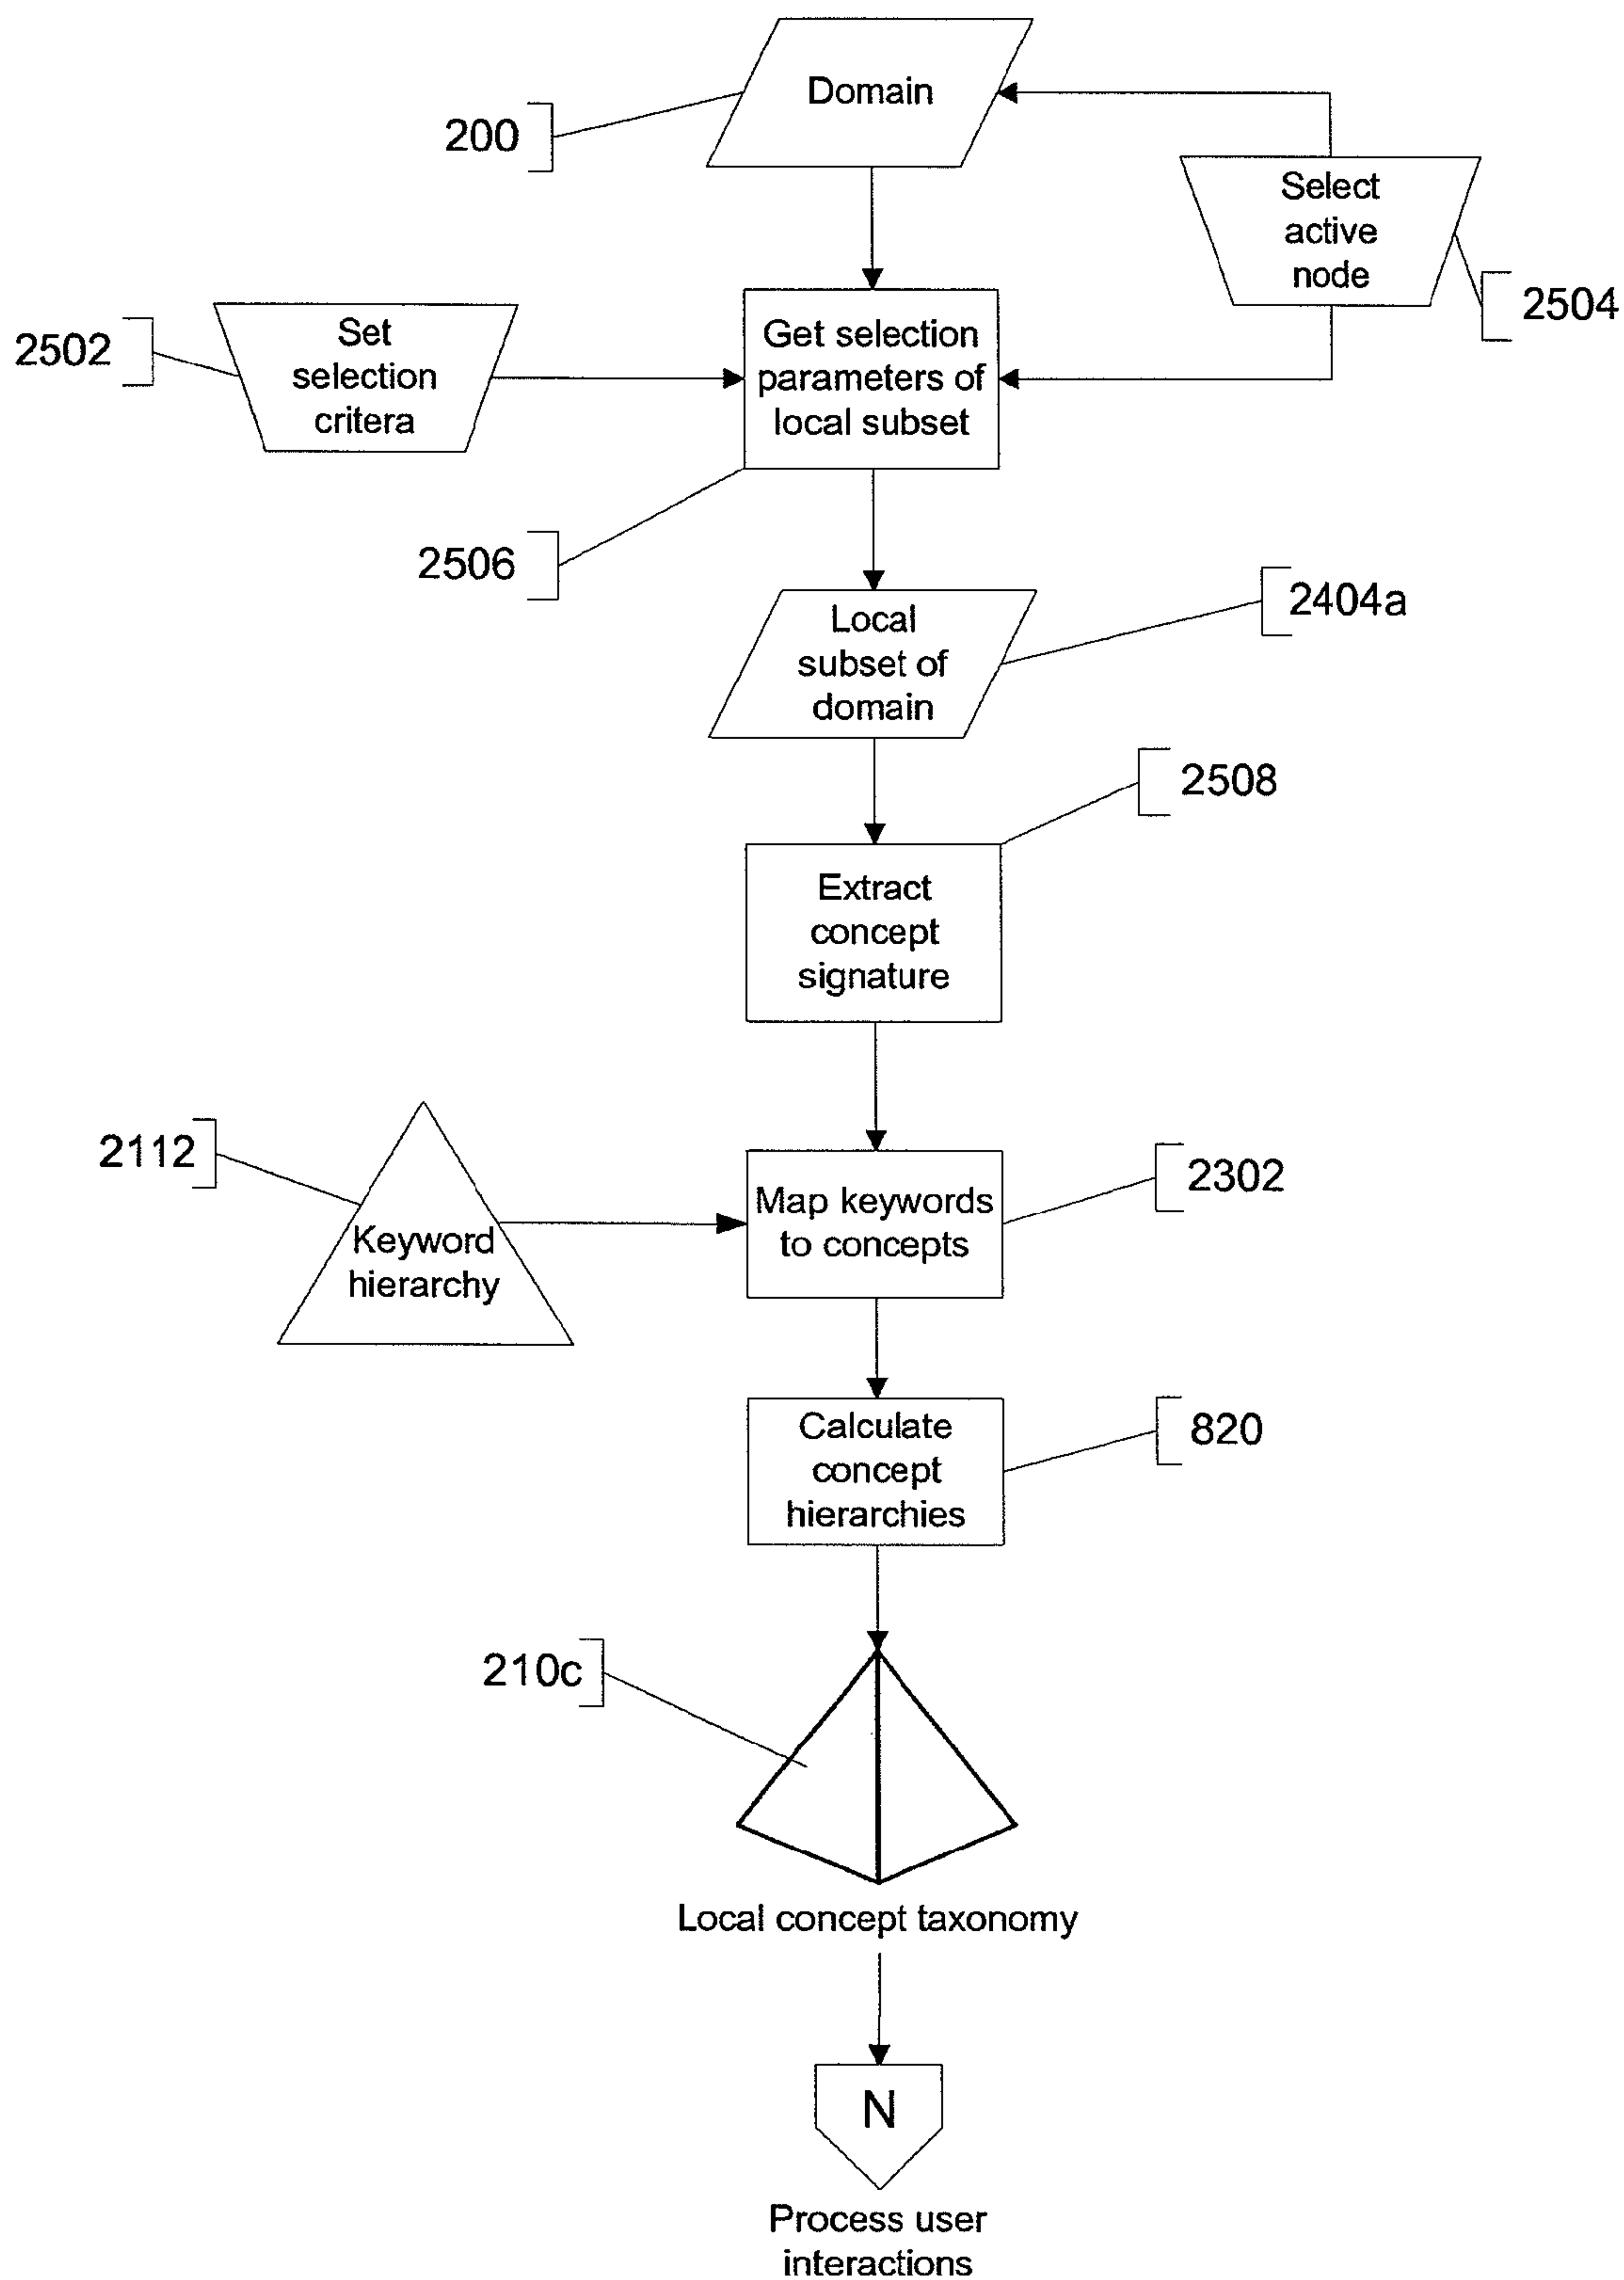 Domain
200
Select
active
node
2504
2502
Set
selection
critera
Get selection
parameters of
local subset
2506
2404a
Local
subset of
domain
2508
Extract
concept
signature
2112
Keyword
hierarchy
Map keywords
to concepts
2302
Calculate
concept
hierarchies
820
210c
Local concept taxonomy
N
Process user
interactions